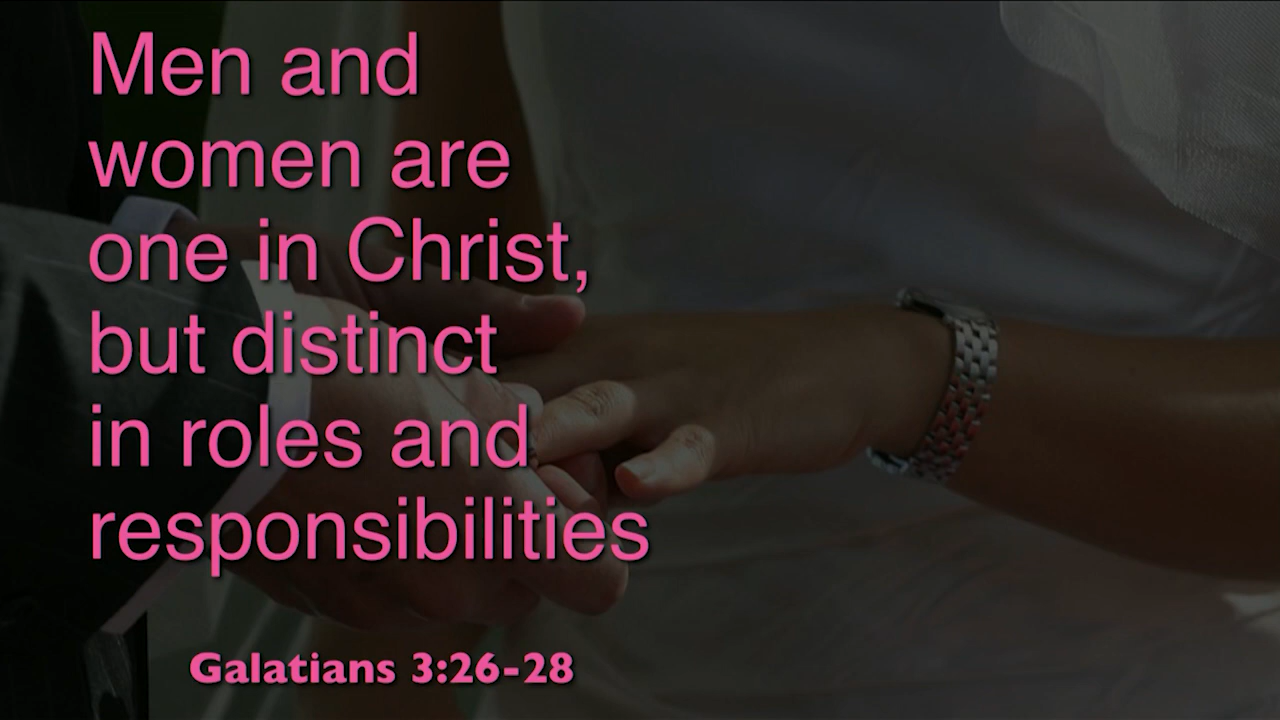 Men and
women are
one in Christ,
but distinct
in roles and
responsibilities
Galatians 3:26-28